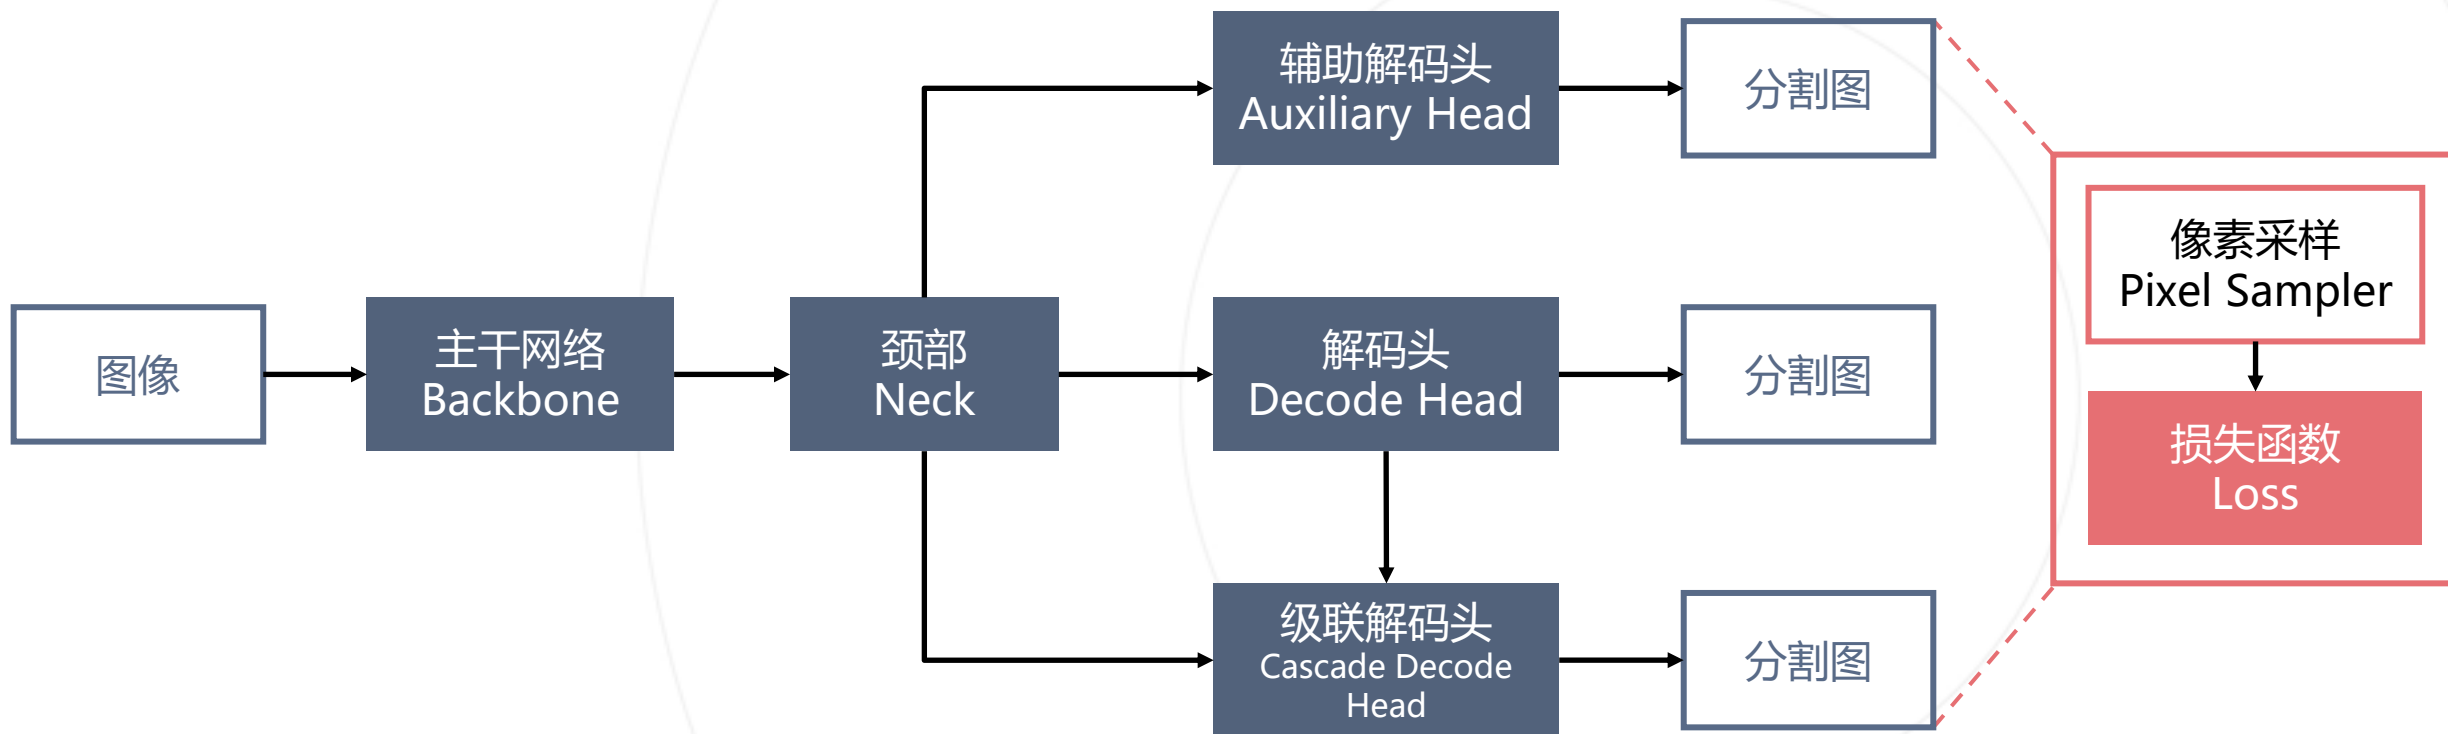 图像
主干网络
Backbone
颈部
Neck
辅助解码头
Auxiliary Head
分割图
解码头
Decode Head
分割图
级联解码头
Cascade Decode
Head
分割图
像素采样
Pixel Sampler
损失函数
Loss